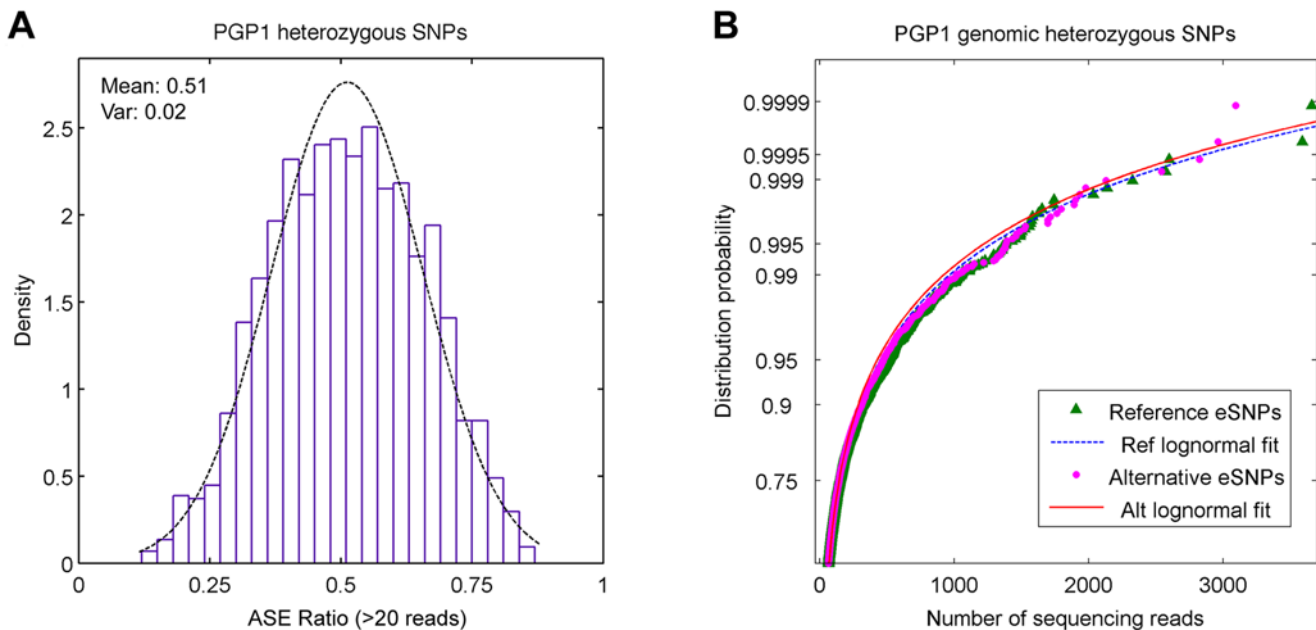 A
PGP1 heterozygous SNPs
Mean: 0.51
Var: 0.02
Density
2.5
2
1.5
1
0.5
0
0
0.25
0.5
0.75
1
ASE Ratio (>20 reads)
B
PGP1 genomic heterozygous SNPs
Distribution probability
0.9999
0.9995
0.999
0.995
0.99
0.95
0.9
0.75
Reference eSNPs
Ref lognormal fit
Alternative eSNPs
Alt lognormal fit
0
1000
2000
3000
Number of sequencing reads